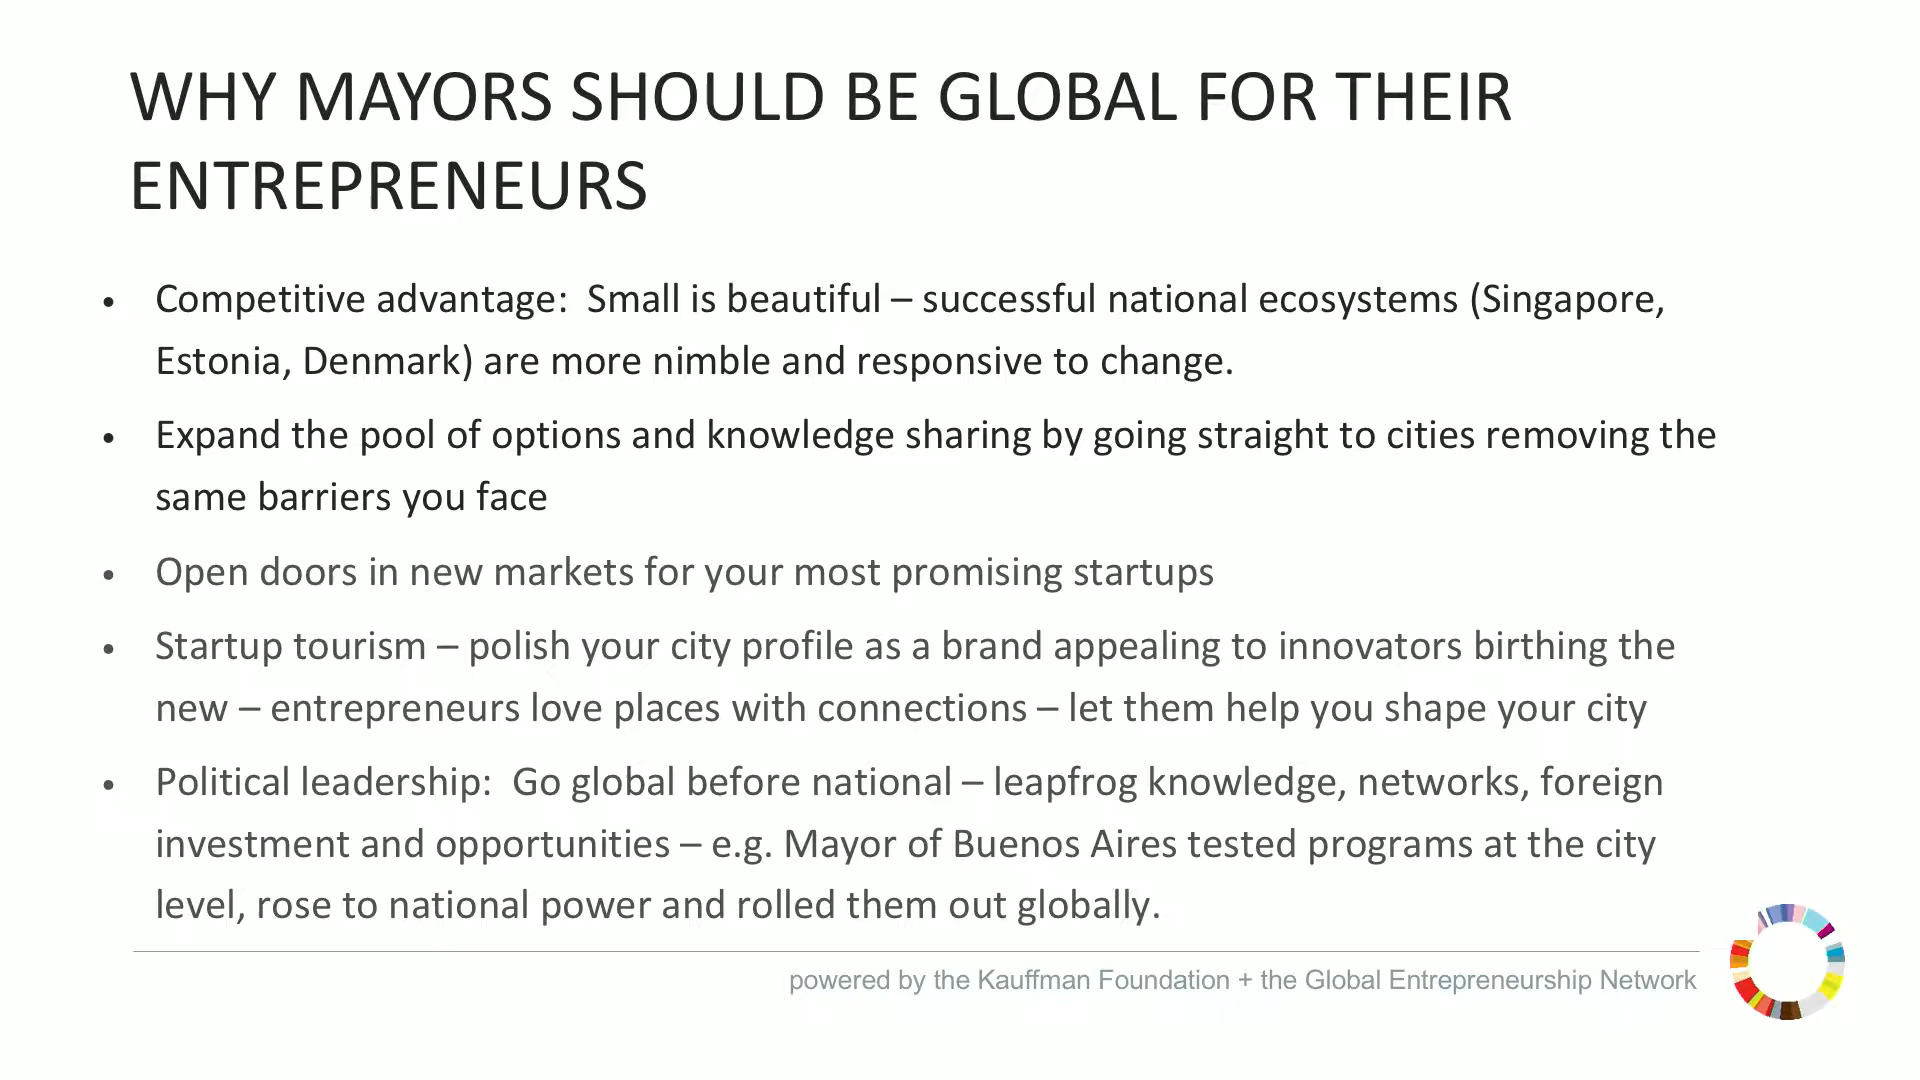 WHY MAYORS SHOULD BE GLOBAL FOR THEIR
ENTREPRENEURS
• Competitive advantage:  Small is beautiful – successful national ecosystems (Singapore,
Estonia, Denmark) are more nimble and responsive to change.
• Expand the pool of options and knowledge sharing by going straight to cities removing the
same barriers you face
• Open doors in new markets for your most promising startups
• Startup tourism – polish your city profile as a brand appealing to innovators birthing the
new – entrepreneurs love places with connections – let them help you shape your city
• Political leadership:  Go global before national – leapfrog knowledge, networks, foreign
investment and opportunities – e.g. Mayor of Buenos Aires tested programs at the city
level, rose to national power and rolled them out globally.
powered by the Kauffman Foundation + the Global Entrepreneurship Network